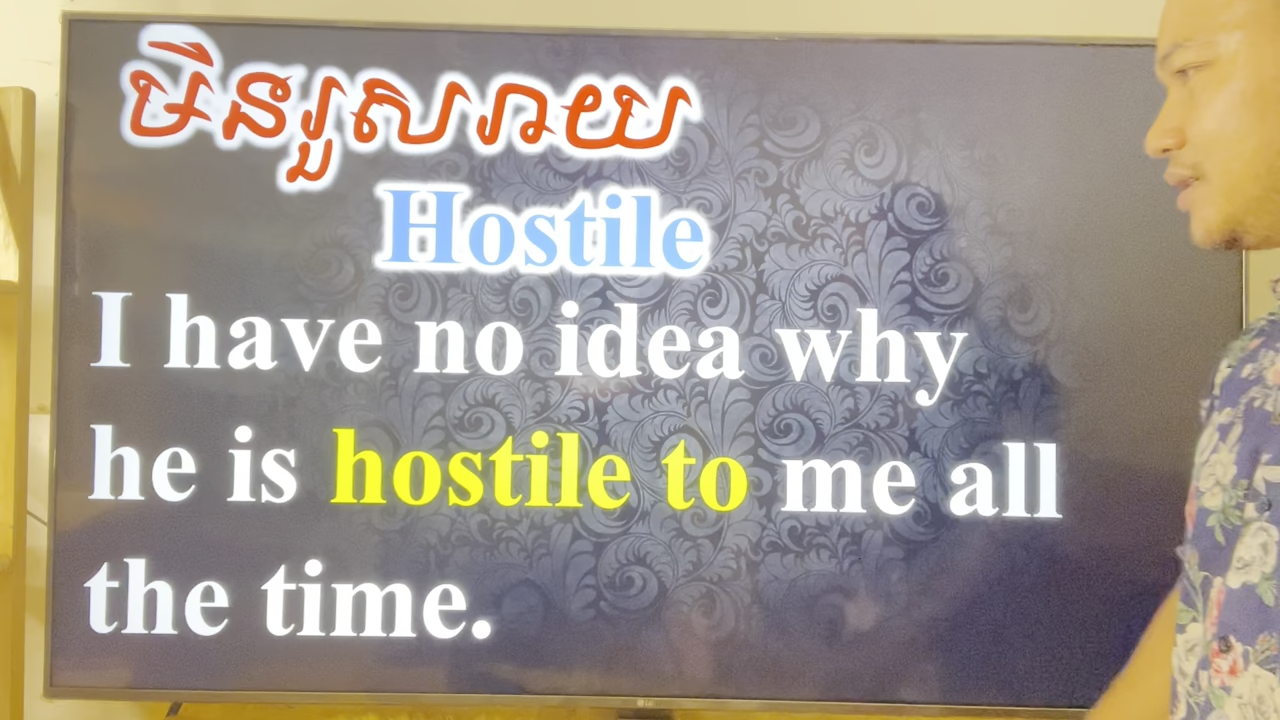 មិនរួសរាយ
Hostile
I have no idea why
he is hostile to me all
the time.
LG